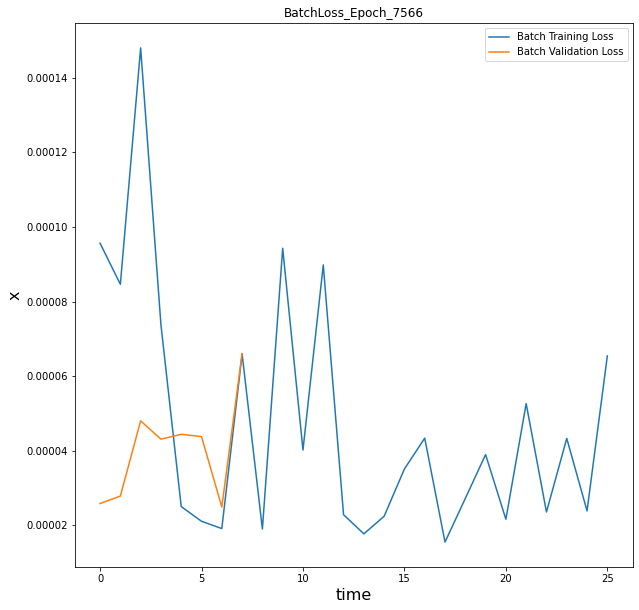 BatchLoss_Epoch_7566
Batch Training Loss
Batch Validation Loss
0.00014
0.00012
0.00010
0.00008
0.00006
0.00004
0.00002
x
0 5 10 15 20 25
time